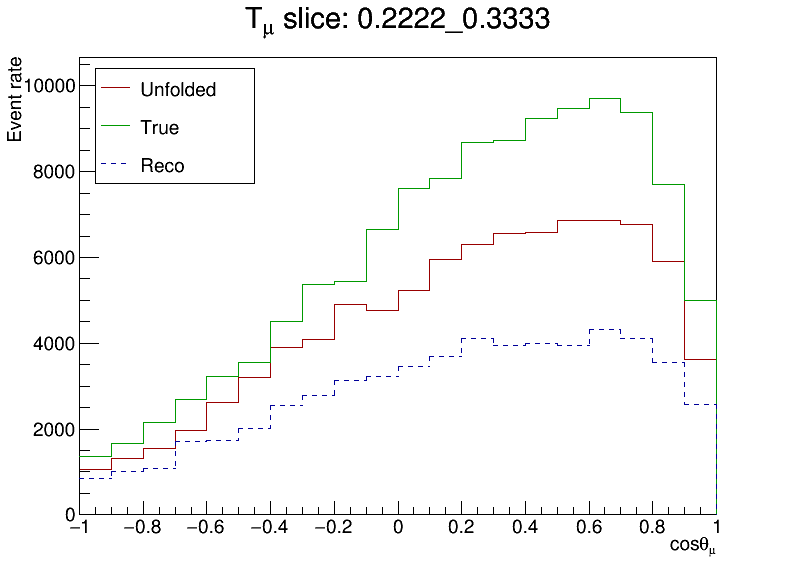 Tμ slice: 0.2222_0.3333
Event rate
Unfolded
True
Reco
10000
8000
6000
4000
2000
0
−1 −0.8 −0.6 −0.4 −0.2 0 0.2 0.4 0.6 0.8 1
cosθμ